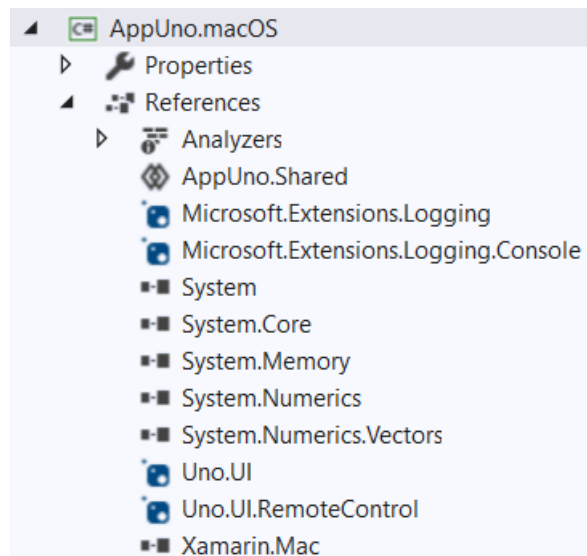 C# AppUno.macOS
Properties
References
Analyzers
AppUno.Shared
Microsoft.Extensions.Logging
Microsoft.Extensions.Logging.Console
System
System.Core
System.Memory
System.Numerics
System.Numerics.Vectors
Uno.UI
Uno.UI.RemoteControl
Xamarin.Mac